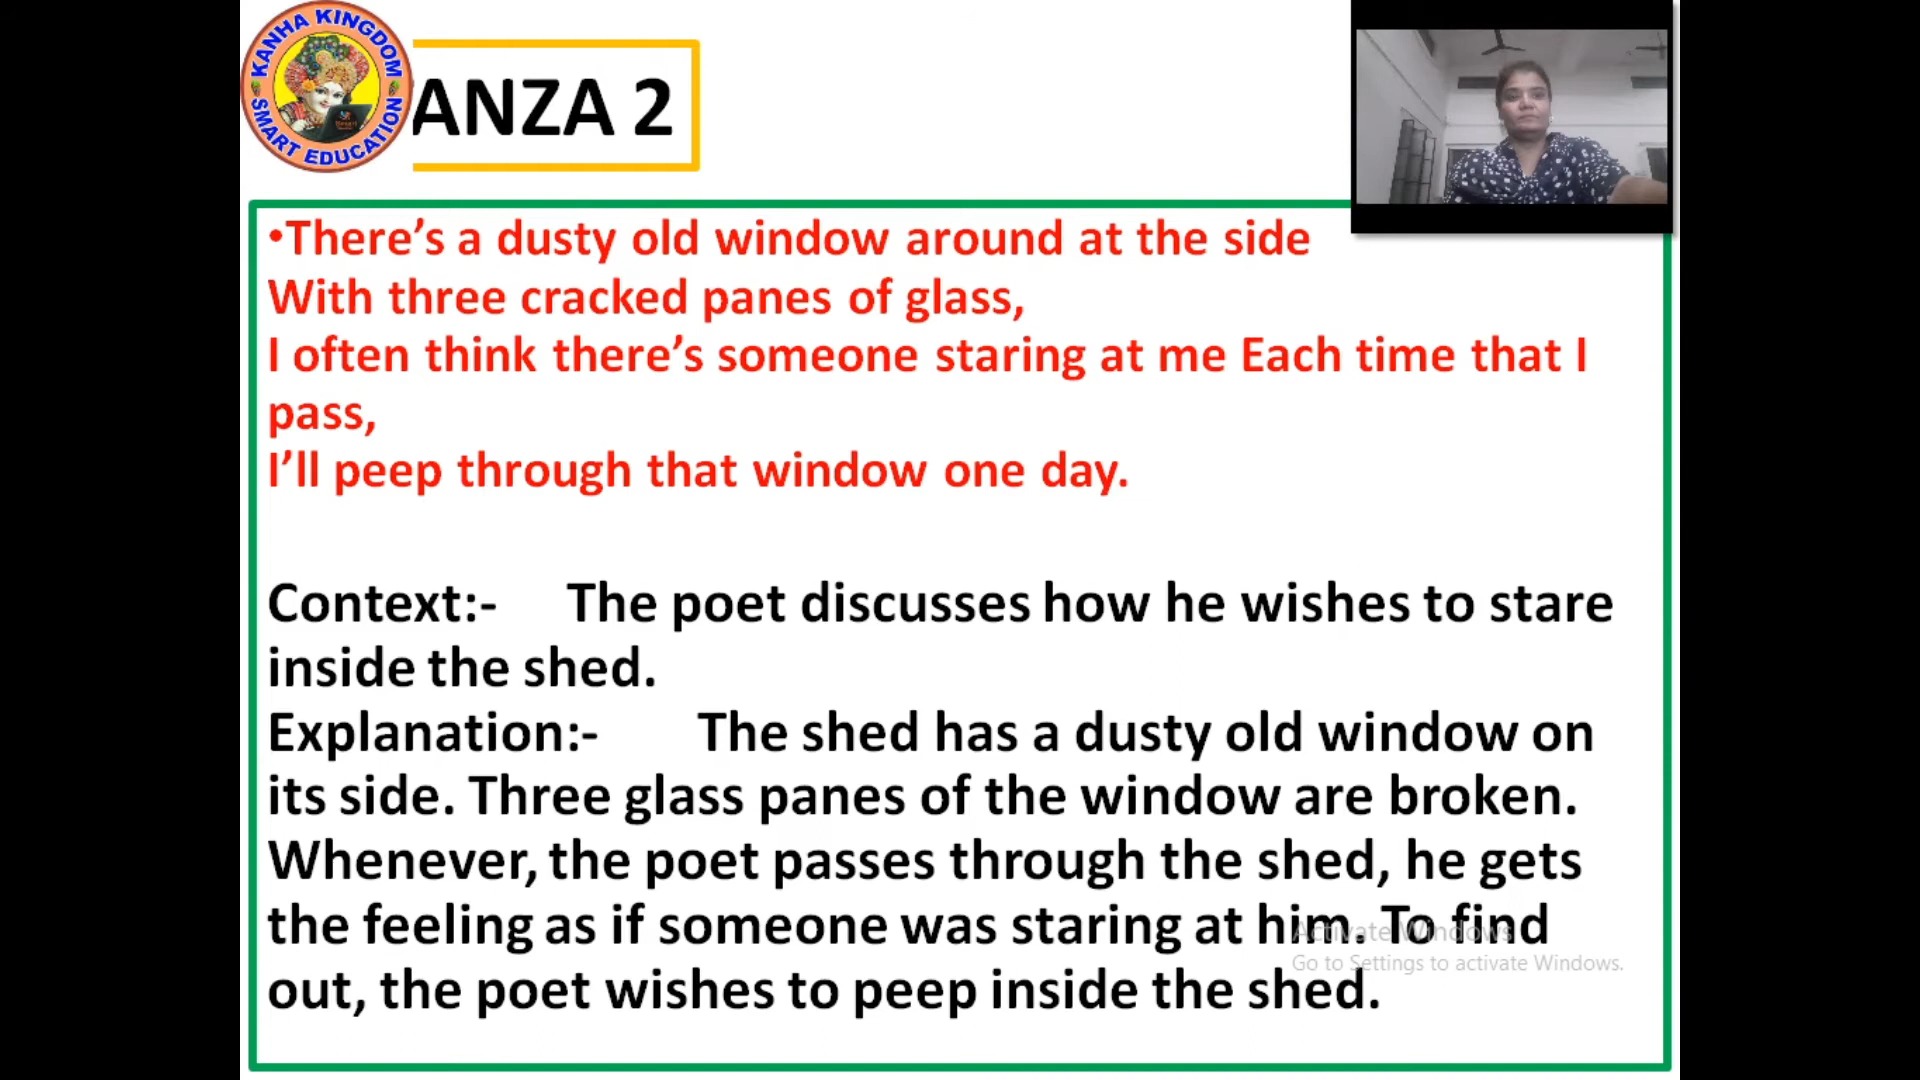 KANHA KINGDOM
SMART EDUCATION
ANZA 2
•There’s a dusty old window around at the side
With three cracked panes of glass,
I often think there’s someone staring at me Each time that I
pass,
I’ll peep through that window one day.
Context:- The poet discusses how he wishes to stare
inside the shed.
Explanation:- The shed has a dusty old window on
its side. Three glass panes of the window are broken.
Whenever, the poet passes through the shed, he gets
the feeling as if someone was staring at him. To find
out, the poet wishes to peep inside the shed.
Activate Windows
Go to Settings to activate Windows.